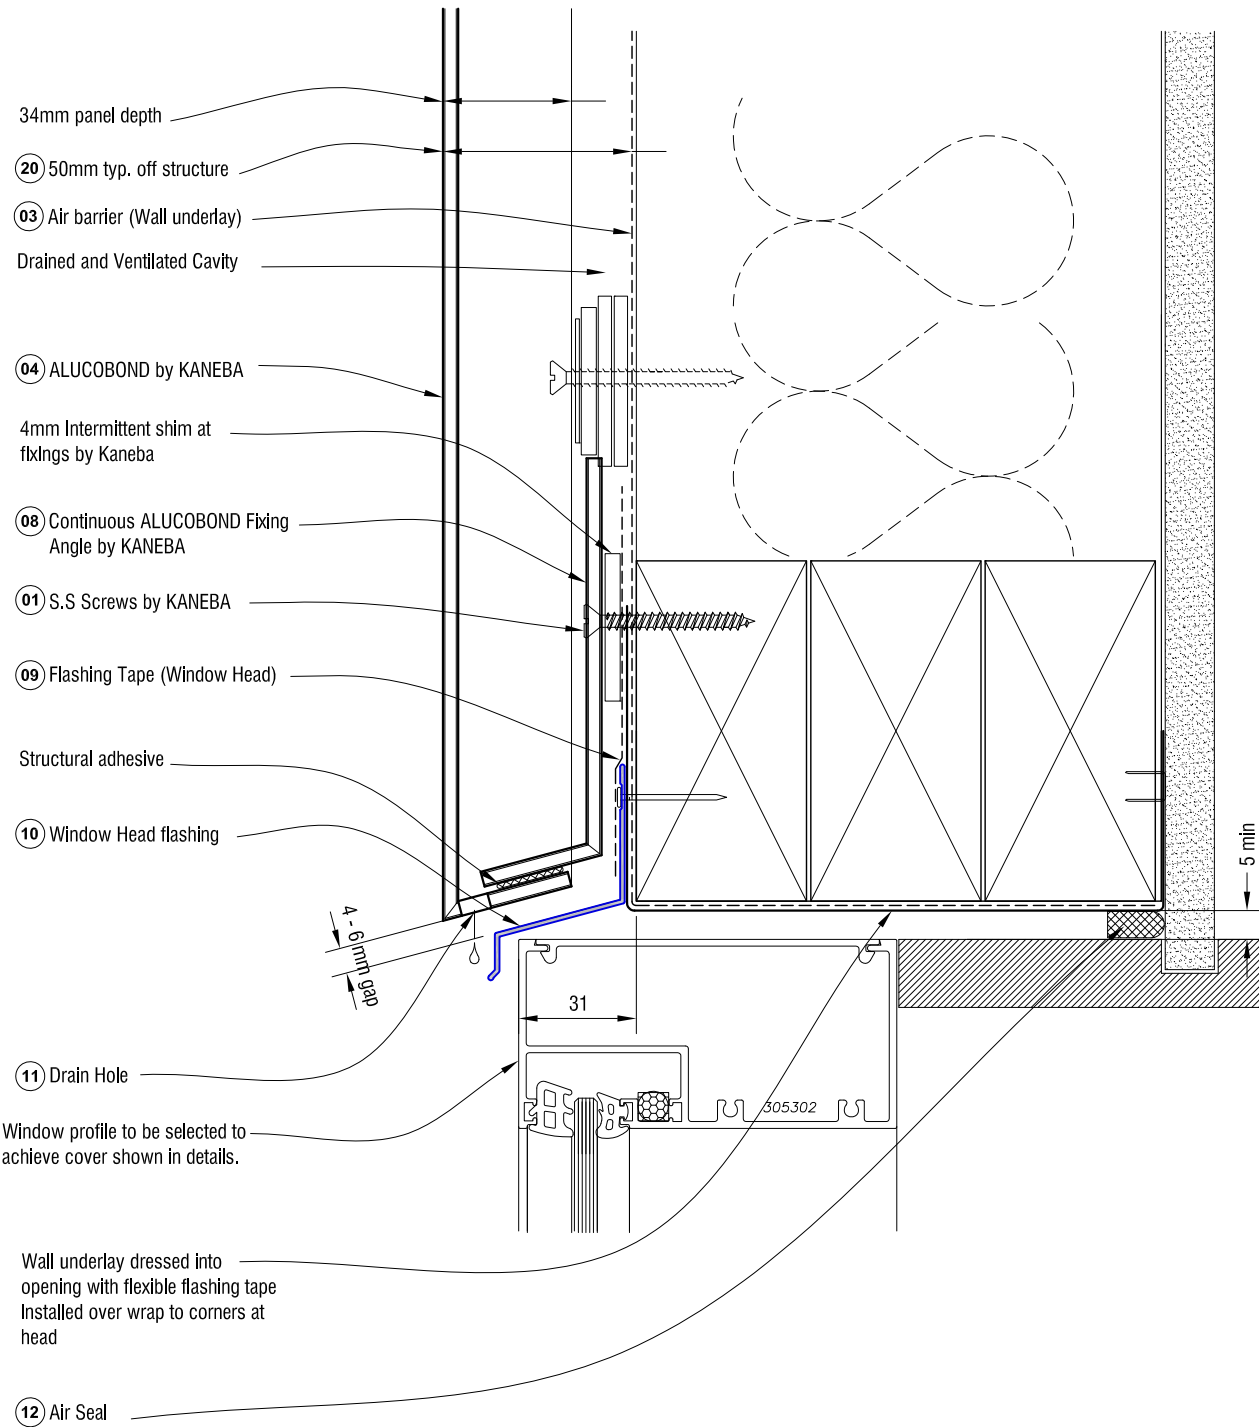 34mm panel depth
20 50mm typ. off structure
03 Air barrier (Wall underlay)
Drained and Ventilated Cavity
04 ALUCOBOND by KANEBA
4mm Intermittent shim at
fixings by Kaneba
08 Continuous ALUCOBOND Fixing
Angle by KANEBA
01 S.S Screws by KANEBA
09 Flashing Tape (Window Head)
Structural adhesive
10 Window Head flashing
5 min
4 - 6 mm gap
31
11 Drain Hole
305302
Window profile to be selected to
achieve cover shown in details.
Wall underlay dressed into
opening with flexible flashing tape
Installed over wrap to corners at
head
12 Air Seal